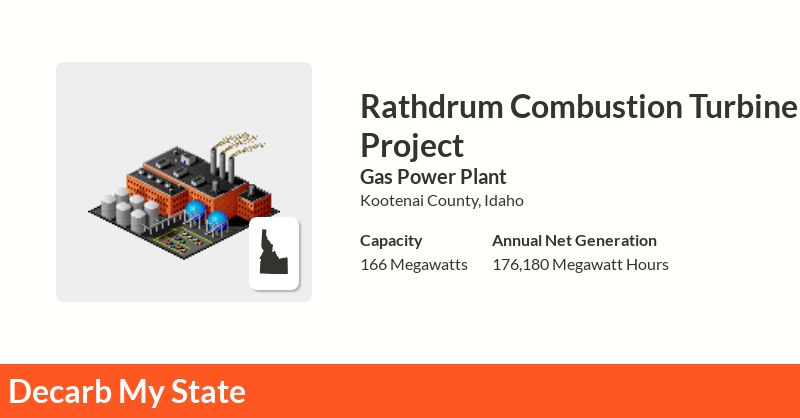 Rathdrum Combustion Turbine
Project
Gas Power Plant
Kootenai County, Idaho
Capacity
166 Megawatts
Annual Net Generation
176,180 Megawatt Hours
Decarb My State